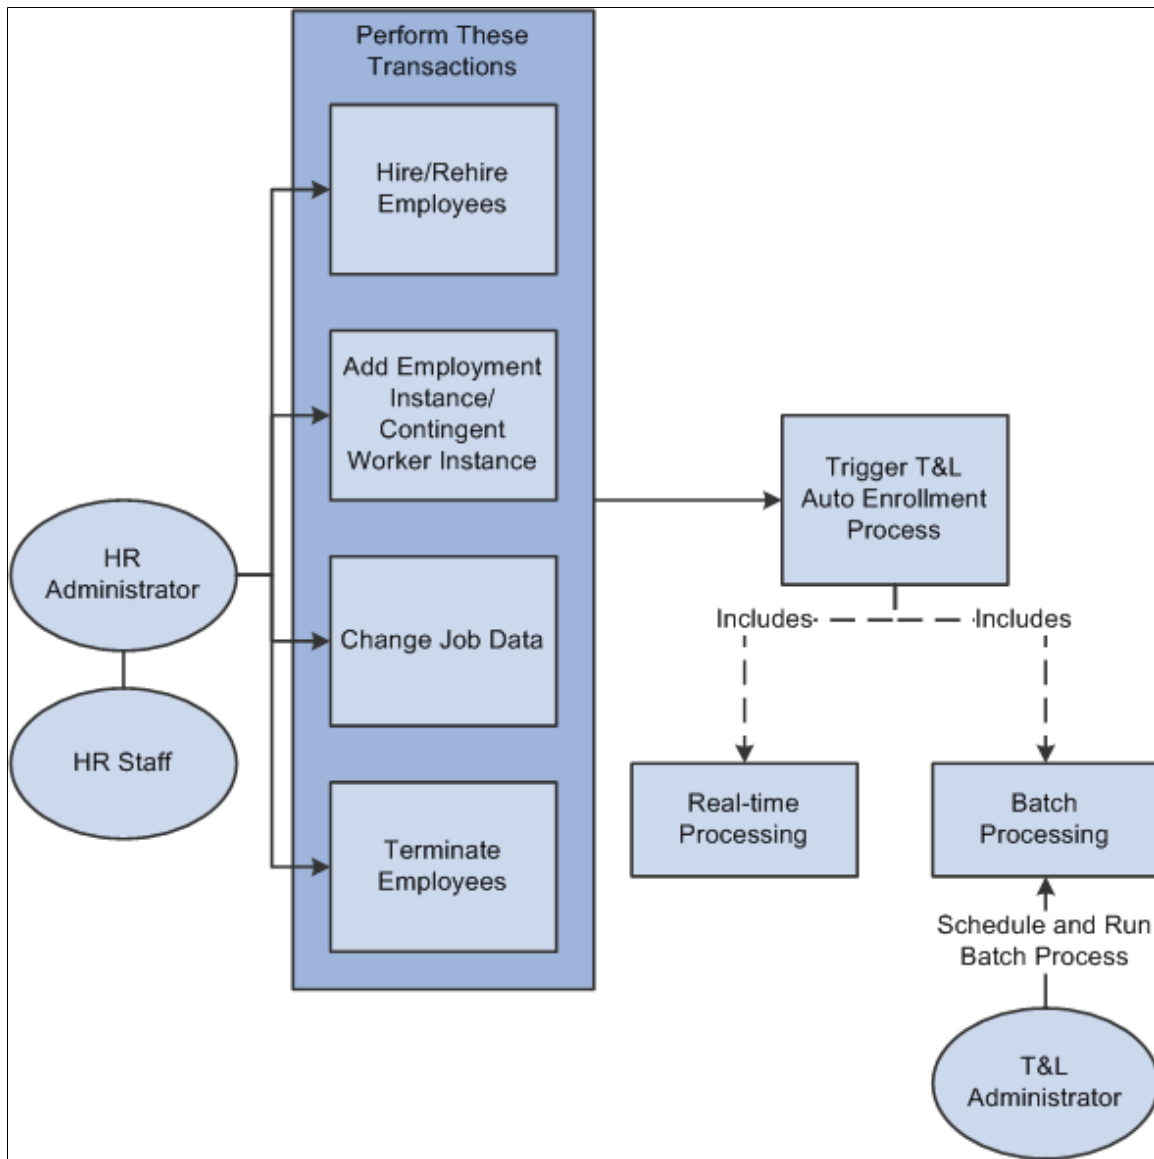 Perform These
Transactions
Hire/Rehire
Employees
Add Employment
Instance/
Contingent
Worker Instance
Change Job Data
Terminate
Employees
HR
Administrator
HR Staff
Trigger T&L
Auto Enrollment
Process
Includes
Includes
Real-time
Processing
Batch
Processing
Schedule and Run
Batch Process
T&L
Administrator